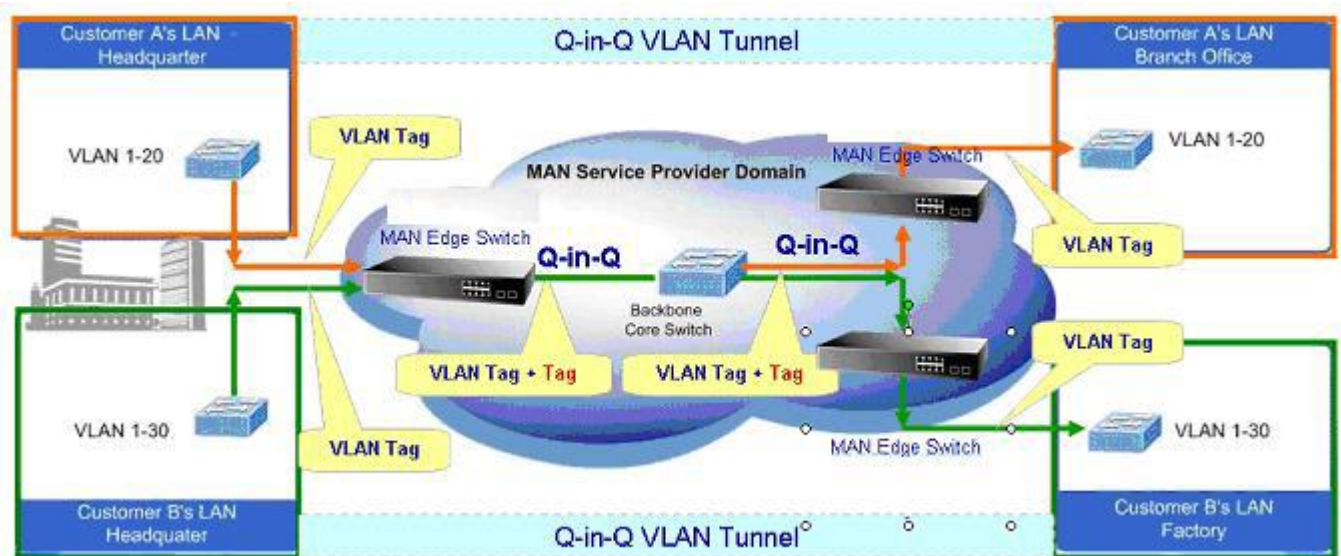 Customer A's LAN -
Headquarter
Q-in-Q VLAN Tunnel
Customer A's LAN
Branch Office
VLAN 1-20
VLAN Tag
MAN Service Provider Domain
MAN Edge Switch
VLAN 1-20
MAN Edge Switch
Q-in-Q
Q-in-Q
VLAN Tag
Backbone
Core Switch
VLAN Tag + Tag
VLAN Tag + Tag
VLAN Tag
VLAN 1-30
VLAN Tag
MAN Edge Switch
VLAN 1-30
Customer B's LAN
Headquater
Q-in-Q VLAN Tunnel
Customer B's LAN
Factory